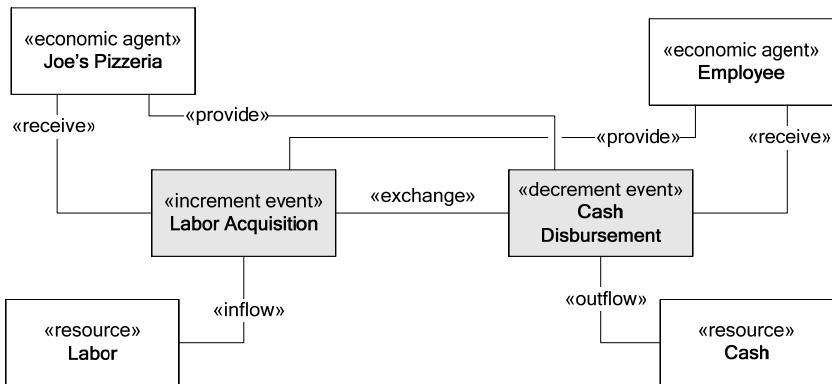 «economic agent»
Joe's Pizzeria
«economic agent»
Employee
«receive»
«provide»
«provide»
«receive»
«increment event»
Labor Acquisition
«exchange»
«decrement event»
Cash
Disbursement
«inflow»
«outflow»
«resource»
Labor
«resource»
Cash